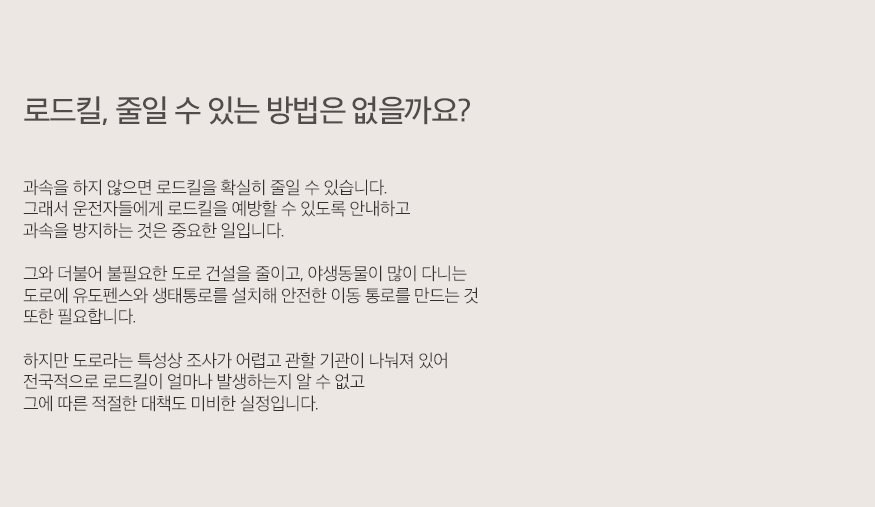 로드킬, 줄일 수 있는 방법은 없을까요?
과속을 하지 않으면 로드킬을 확실히 줄일 수 있습니다.
그래서 운전자들에게 로드킬을 예방할 수 있도록 안내하고
과속을 방지하는 것은 중요한 일입니다.
그와 더불어 불필요한 도로 건설을 줄이고, 야생동물이 많이 다니는
도로에 유도펜스와 생태통로를 설치해 안전한 이동 통로를 만드는 것
또한 필요합니다.
하지만 도로라는 특성상 조사가 어렵고 관할 기관이 나눠져 있어
전국적으로 로드킬이 얼마나 발생하는지 알 수 없고
그에 따른 적절한 대책도 미비한 실정입니다.